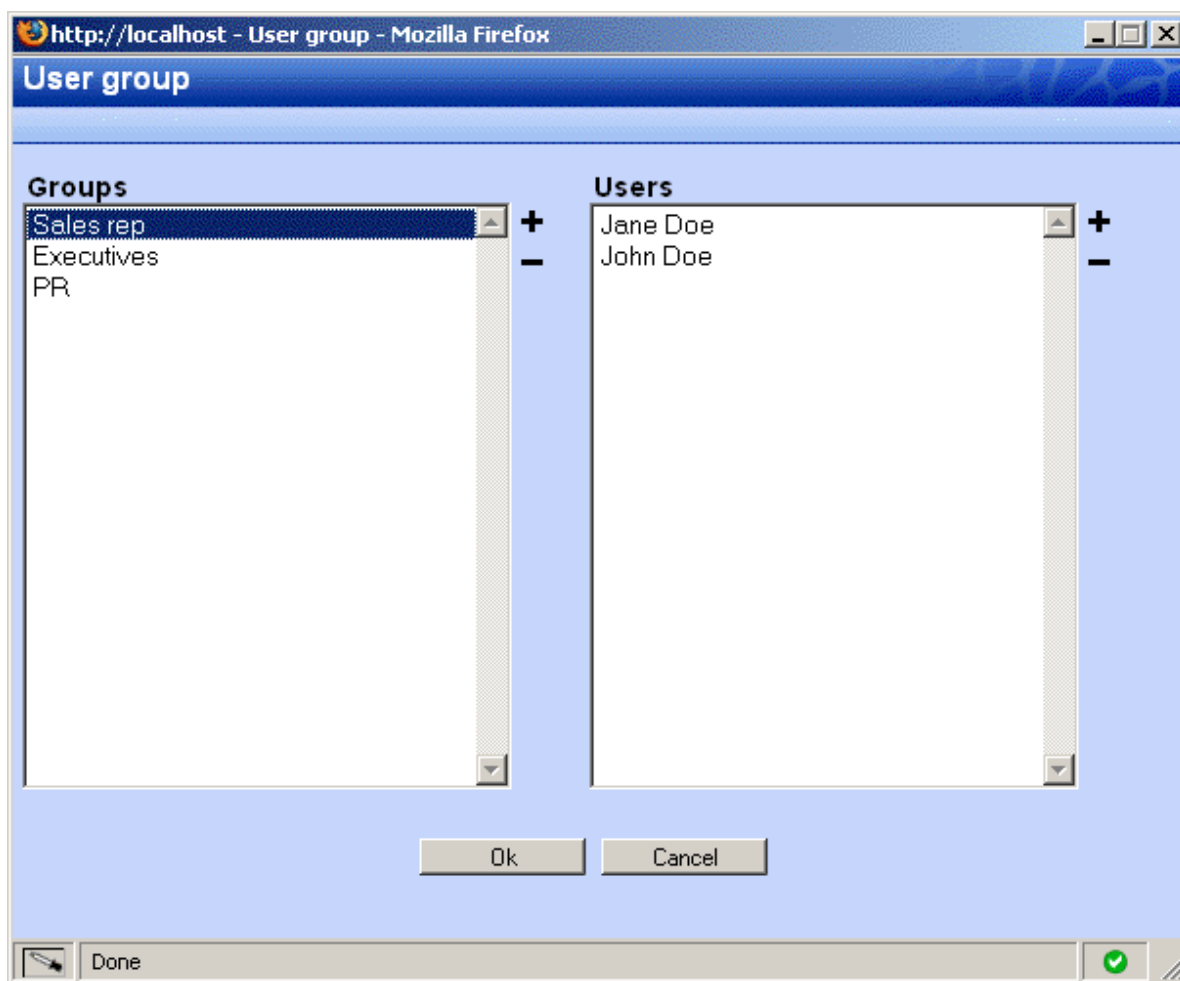 http://localhost - User group - Mozilla Firefox
User group
Groups
Sales rep
Executives
PR
+
−
Users
Jane Doe
John Doe
+
−
Ok
Cancel
Done